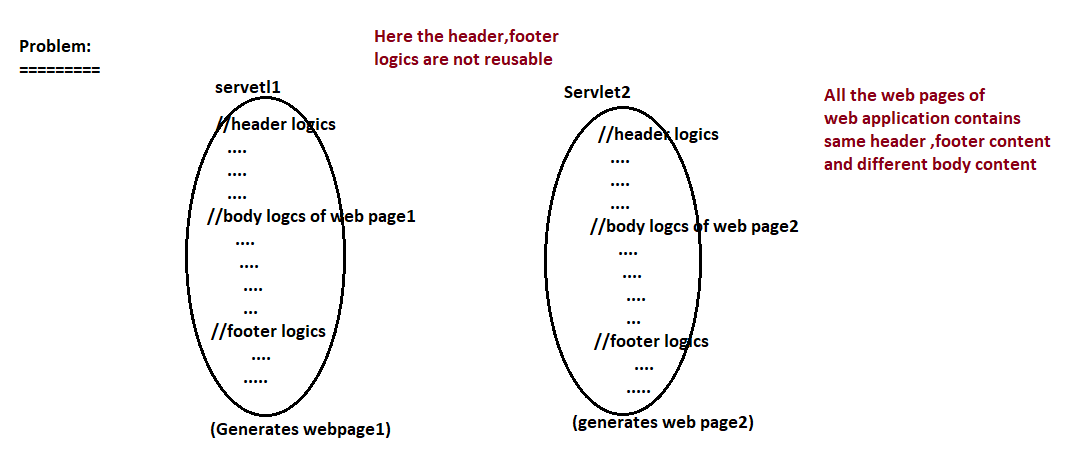 Problem:
=========
Here the header,footer
logics are not reusable
servetl1
//header logics
....
....
....
//body logcs of web page1
....
....
....
...
//footer logics
....
.....
(Generates webpage1)
Servlet2
//header logics
....
....
....
//body logcs of web page2
....
....
....
...
//footer logics
....
.....
(generates web page2)
All the web pages of
web application contains
same header ,footer content
and different body content